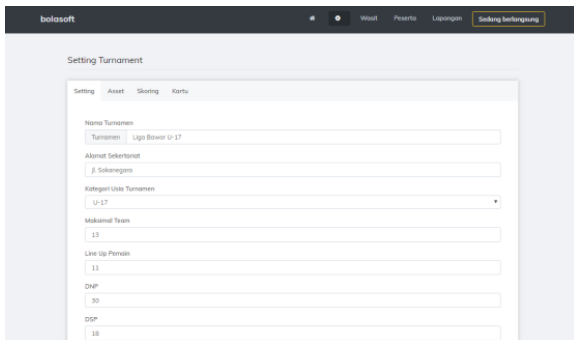 bolasoft
Wasit Peserta Lapangan Sedang berlangsung
Setting Turnament
Setting Asset Skoring Kartu
Nama Turnamen
Turnamen Liga Bawor U-17
Alamat Sekertariat
Jl. Sokanegara
Kategori Usia Turnamen
U-17
Maksimal Team
13
Line Up Pemain
11
DNP
30
DSP
18